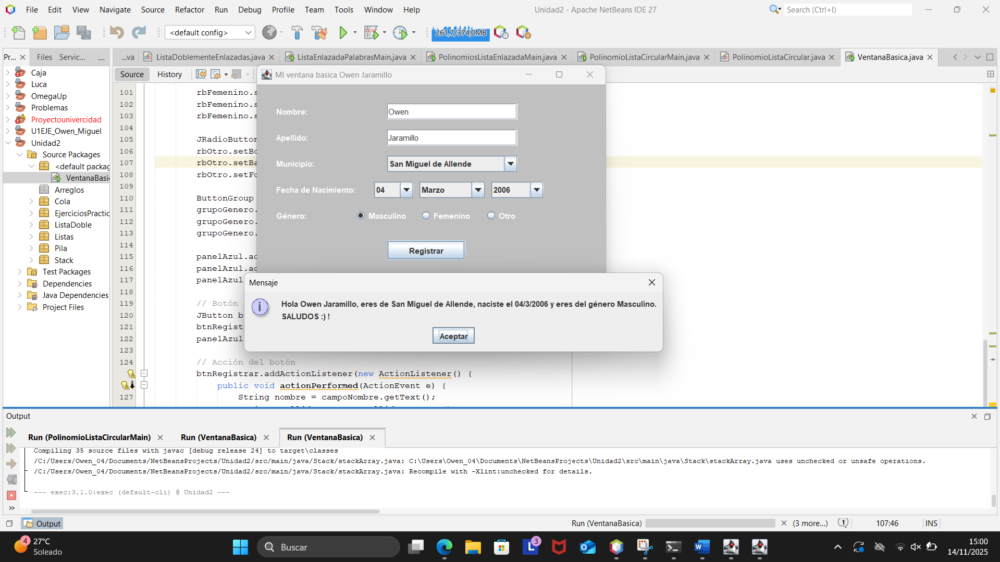 File Edit View Navigate Source Refactor Run Debug Profile Team Tools Window Help
Unidad2 - Apache NetBeans IDE 27
Search (Ctrl+I)
<default config>
261,7/374,0MB
Pr... Files Servic...
...va ListaDoblementeEnlazadas.java ListaEnlazadaPalabrasMain.java PolinomiosListaEnlazadaMain.java PolinomioListaCircularMain.java PolinomioListaCircular.java VentanaBasica.java
Source History
Caja
Luca
OmegaUp
Problemas
Proyectounivercidad
U1EJE_Owen_Miguel
Unidad2
Source Packages
<default packag
VentanaBasi
Arreglos
Cola
EjerciciosPractic
ListaDoble
Listas
Pila
Stack
Test Packages
Dependencies
Java Dependencies
Project Files
101 rbFemenino.s
102 rbFemenino.s
103 rbFemenino.s
104
105 JRadioButton
106 rbOtro.setBo
107 rbOtro.setBa
108 rbOtro.setFo
109
110 ButtonGroup
111 grupoGenero.
112 grupoGenero.
113 grupoGenero.
114
115 panelAzul.ad
116 panelAzul.ad
117 panelAzul
118
119 // Botón
120 JButton b
121 btnRegist
122 panelAzul
123
124 // Acción del botón
btnRegistrar.addActionListener(new ActionListener() {
public void actionPerformed(ActionEvent e) {
127 String nombre = campoNombre.getText();
MI ventana basica Owen Jaramillo
Nombre: Owen
Apellido: Jaramillo
Municipio: San Miguel de Allende
Fecha de Nacimiento: 04 Marzo 2006
Género: Masculino Femenino Otro
Registrar
Mensaje
Hola Owen Jaramillo, eres de San Miguel de Allende, naciste el 04/3/2006 y eres del género Masculino.
SALUDOS :) !
Aceptar
Output
Run (PolinomioListaCircularMain) Run (VentanaBasica) Run (VentanaBasica)
Compiling 35 source files with javac [debug release 24] to target\classes
/C:/Users/Owen_04/Documents/NetBeansProjects/Unidad2/src/main/java/Stack/stackArray.java: C:\Users\Owen_04\Documents\NetBeansProjects\Unidad2\src\main\java\Stack\stackArray.java uses unchecked or unsafe operations.
/C:/Users/Owen_04/Documents/NetBeansProjects/Unidad2/src/main/java/Stack/stackArray.java: Recompile with -Xlint:unchecked for details.
--- exec:3.1.0:exec (default-cli) @ Unidad2 ---
Output
Run (VentanaBasica) (3 more...) 1 107:46 INS
4 27°C
Soleado
Buscar
3
15:00
14/11/2025